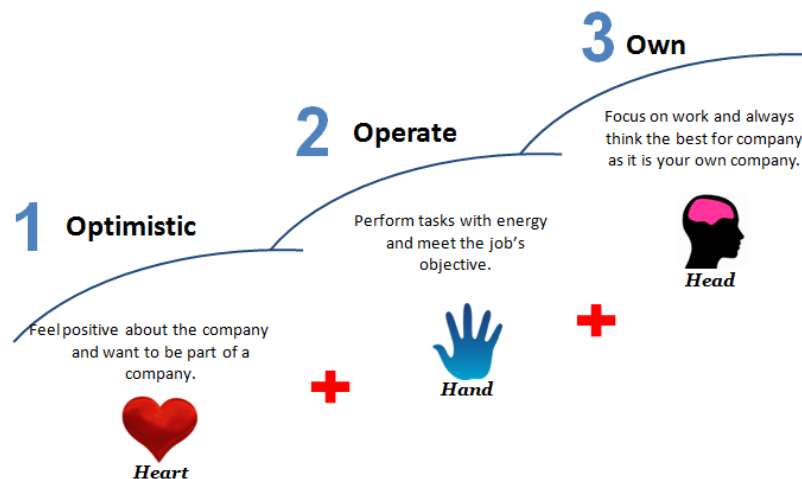 1 Optimistic
Feel positive about the company
and want to be part of a
company.
Heart
2 Operate
Perform tasks with energy
and meet the job's
objective.
Hand
3 Own
Focus on work and always
think the best for company
as it is your own company.
Head